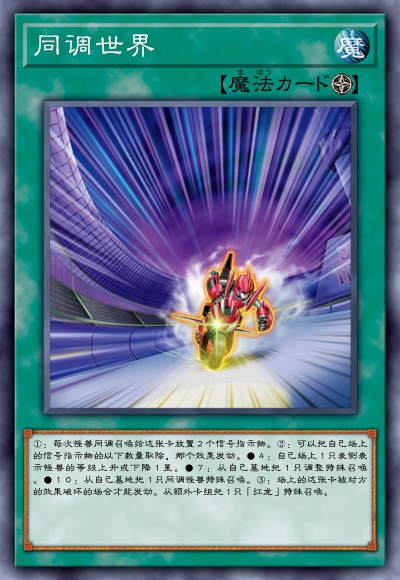 同调世界
魔
まほう
【魔法カード】
①：每次怪兽同调召唤给这张卡放置2个信号指示物。②：可以把自己场上
的信号指示物的以下数量取除，那个效果发动。●4：自己场上1只表侧表
示怪兽的等级上升或下降1星。●7：从自己墓地把1只调整特殊召唤
。●10：从自己墓地把1只同调怪兽特殊召唤。③：场上的这张卡被对方
的效果破坏的场合才能发动。从额外卡组把1只「红龙」特殊召唤。